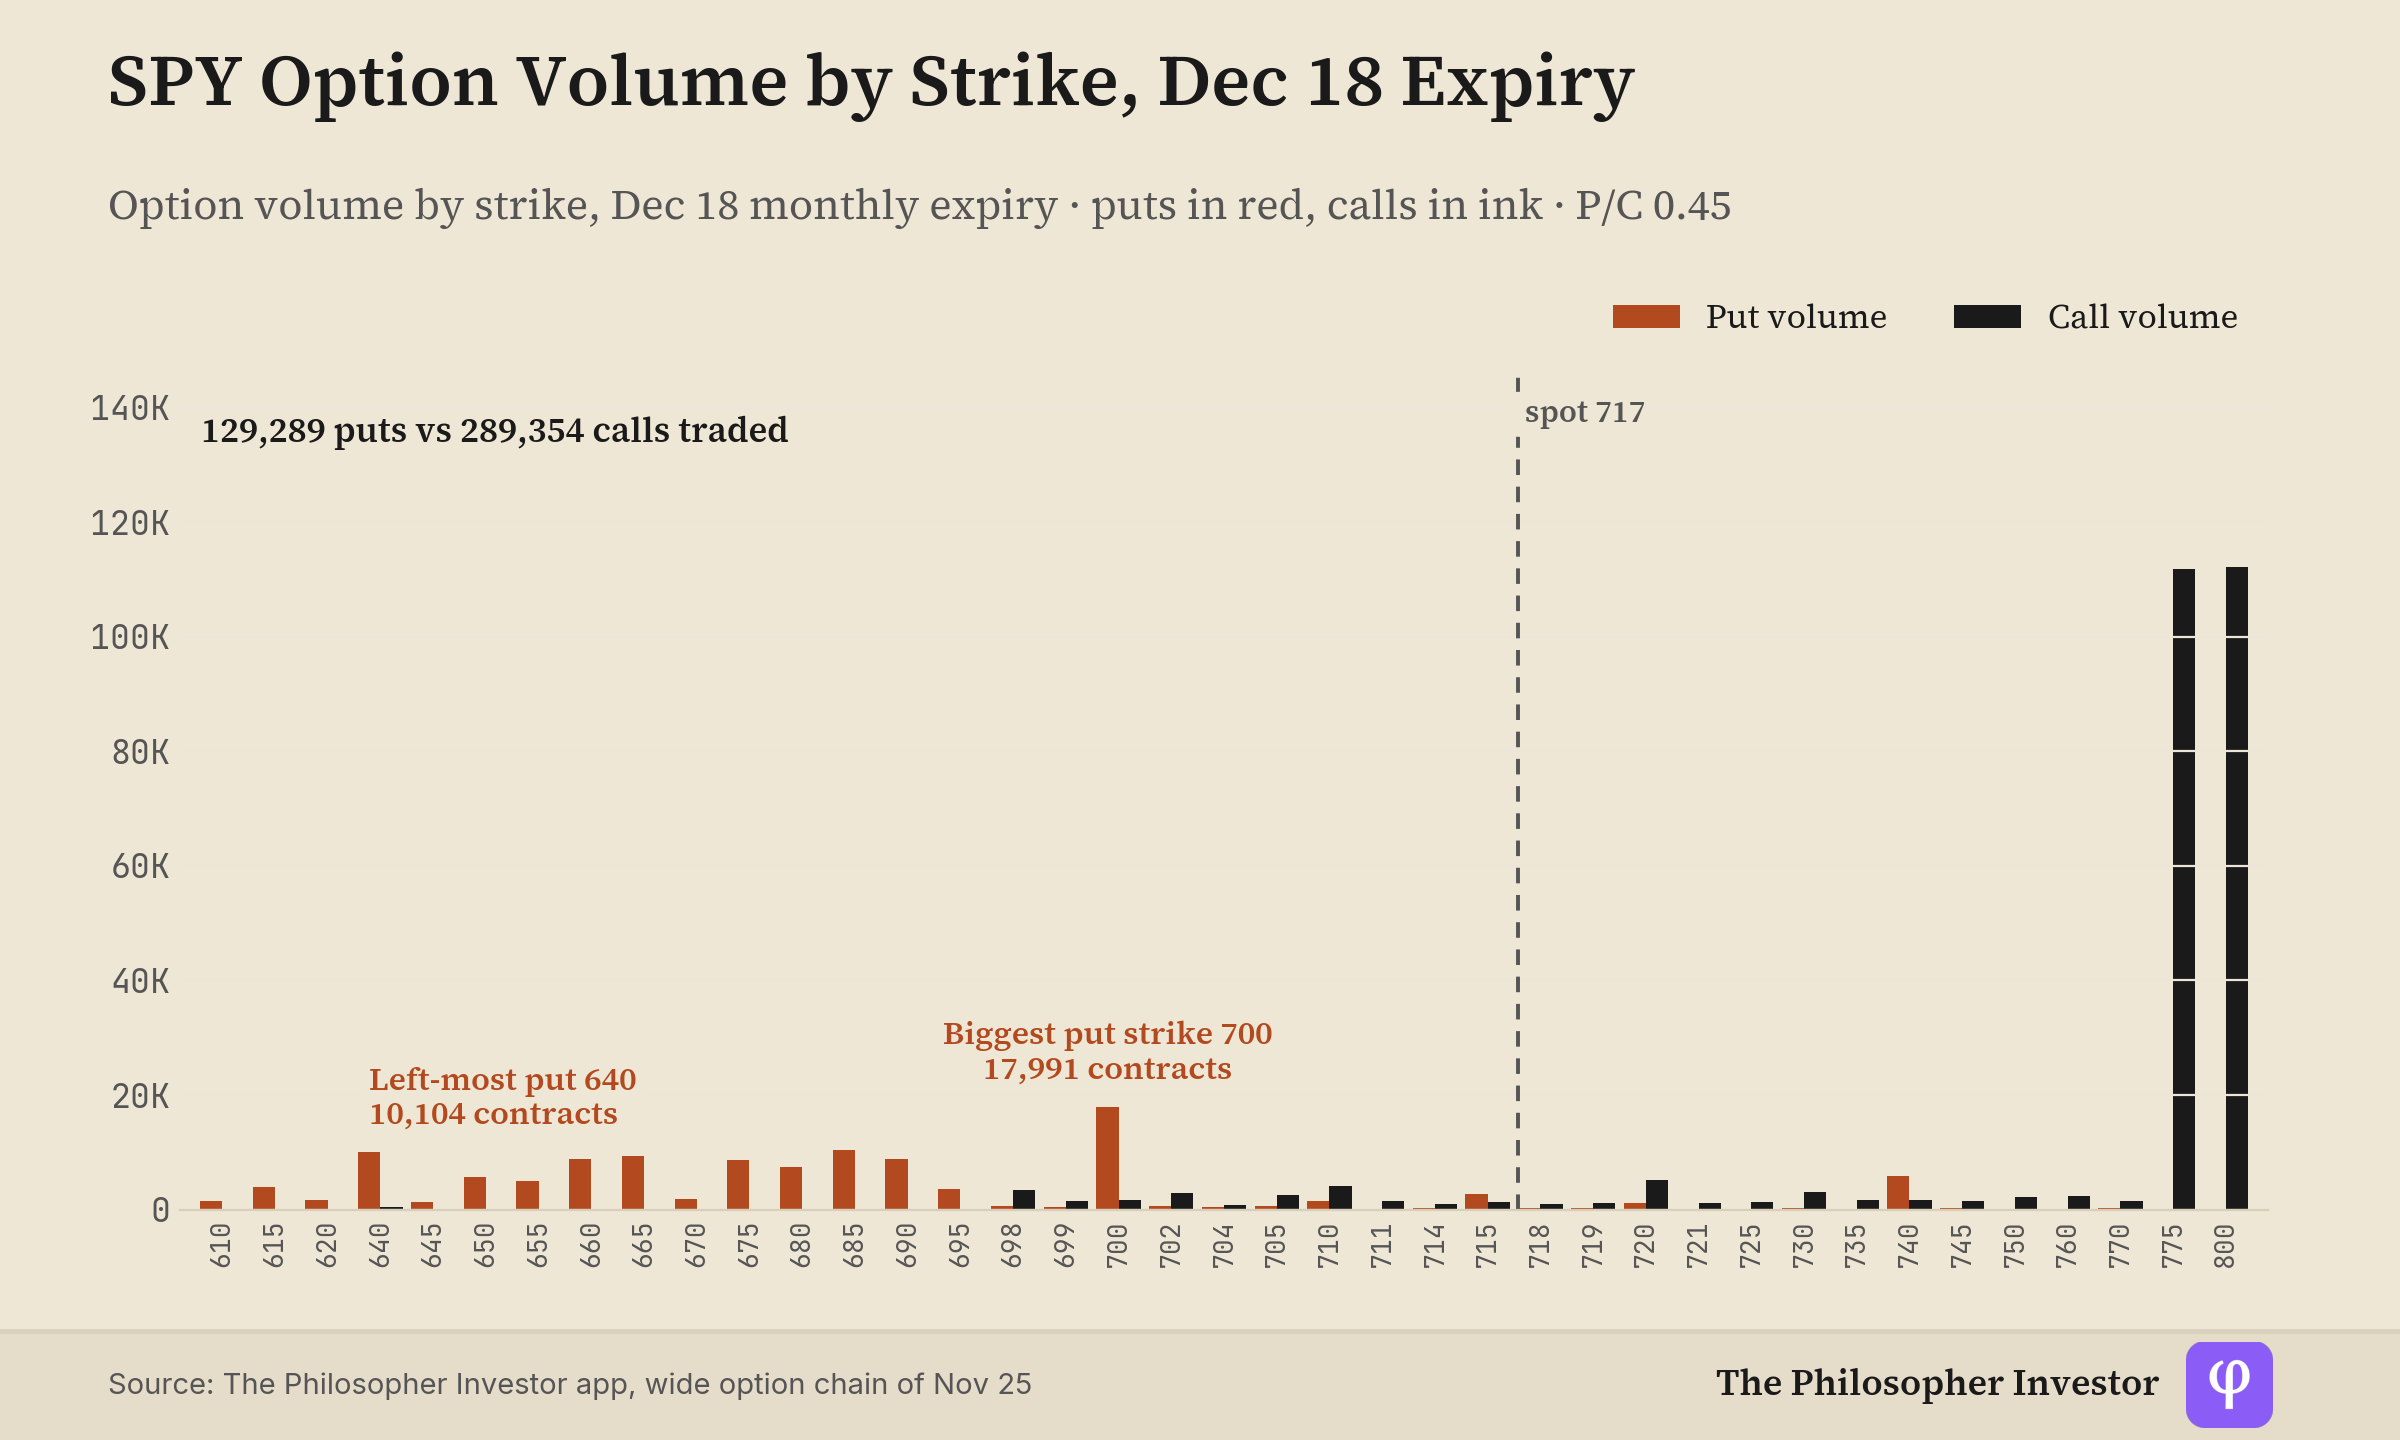 SPY Option Volume by Strike, Dec 18 Expiry
Option volume by strike, Dec 18 monthly expiry · puts in red, calls in ink · P/C 0.45
Put volume
Call volume
140K
120K
100K
80K
60K
40K
20K
0
129,289 puts vs 289,354 calls traded
spot 717
Left-most put 640
10,104 contracts
Biggest put strike 700
17,991 contracts
610 615 620 640 645 650 655 660 665 670 675 680 685 690 695 698 699 700 702 704 705 710 711 714 715 718 719 720 721 725 730 735 740 745 750 760 770 775 800
Source: The Philosopher Investor app, wide option chain of Nov 25
The Philosopher Investor
φ